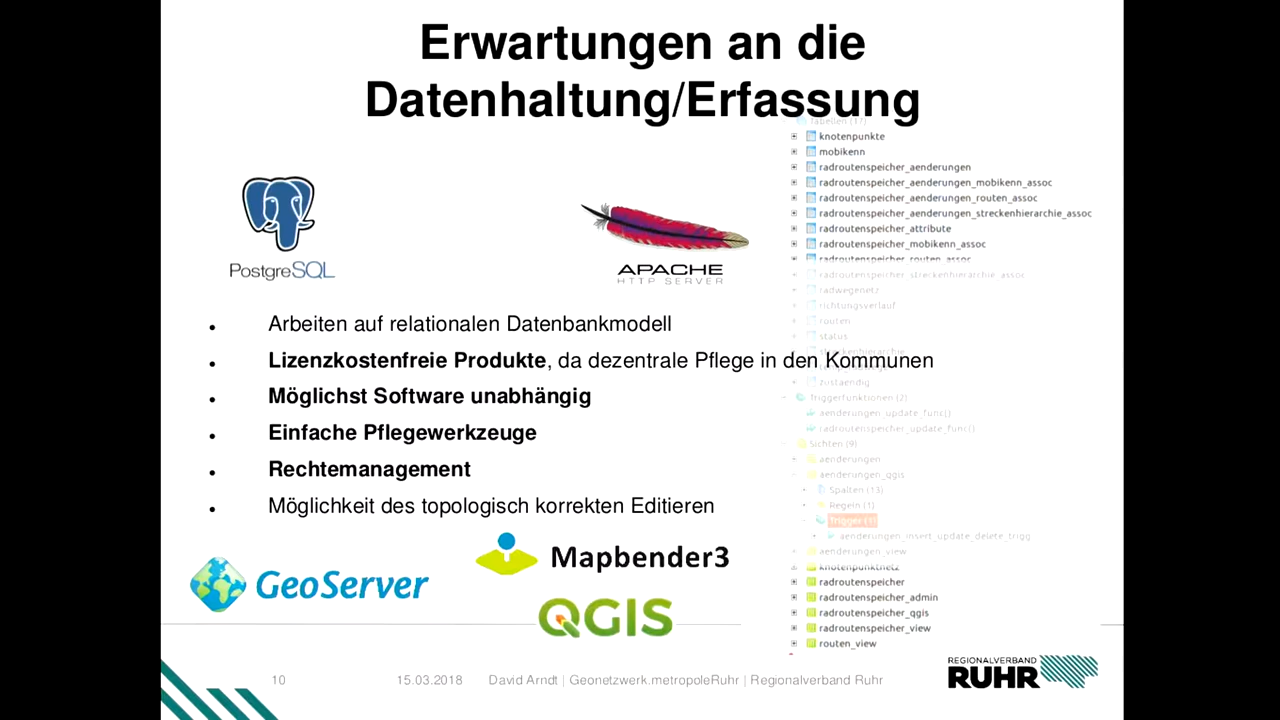 Erwartungen an die
Datenhaltung/Erfassung
PostgreSQL
APACHE
HTTP SERVER
Arbeiten auf relationalen Datenbankmodell
Lizenzkostenfreie Produkte, da dezentrale Pflege in den Kommunen
Möglichst Software unabhängig
Einfache Pflegewerkzeuge
Rechtemanagement
Möglichkeit des topologisch korrekten Editieren
GeoServer
Mapbender3
QGIS
Tabellen (17)
knotenpunkte
mobikenn
radroutenspeicher_aenderungen
radroutenspeicher_aenderungen_mobikenn_assoc
radroutenspeicher_aenderungen_routen_assoc
radroutenspeicher_aenderungen_streckenhierarchie_assoc
radroutenspeicher_attribute
radroutenspeicher_mobikenn_assoc
radroutenspeicher_routen_assoc
radroutenspeicher_streckenhierarchie_assoc
radwegenetz
richtungsverlauf
routen
status
streckenhierarchie
zustaendig
Triggerfunktionen (2)
aenderungen_update_func()
radroutenspeicher_update_func()
Sichten (9)
aenderungen
aenderungen_qgis
Spalten (13)
Regeln (1)
Trigger (1)
aenderungen_insert_update_delete_trigg
aenderungen_view
knotenpunktnetz
radroutenspeicher
radroutenspeicher_admin
radroutenspeicher_qgis
radroutenspeicher_view
routen_view
10
15.03.2018
David Arndt | Geonetzwerk.metropoleRuhr | Regionalverband Ruhr
REGIONALVERBAND
RUHR